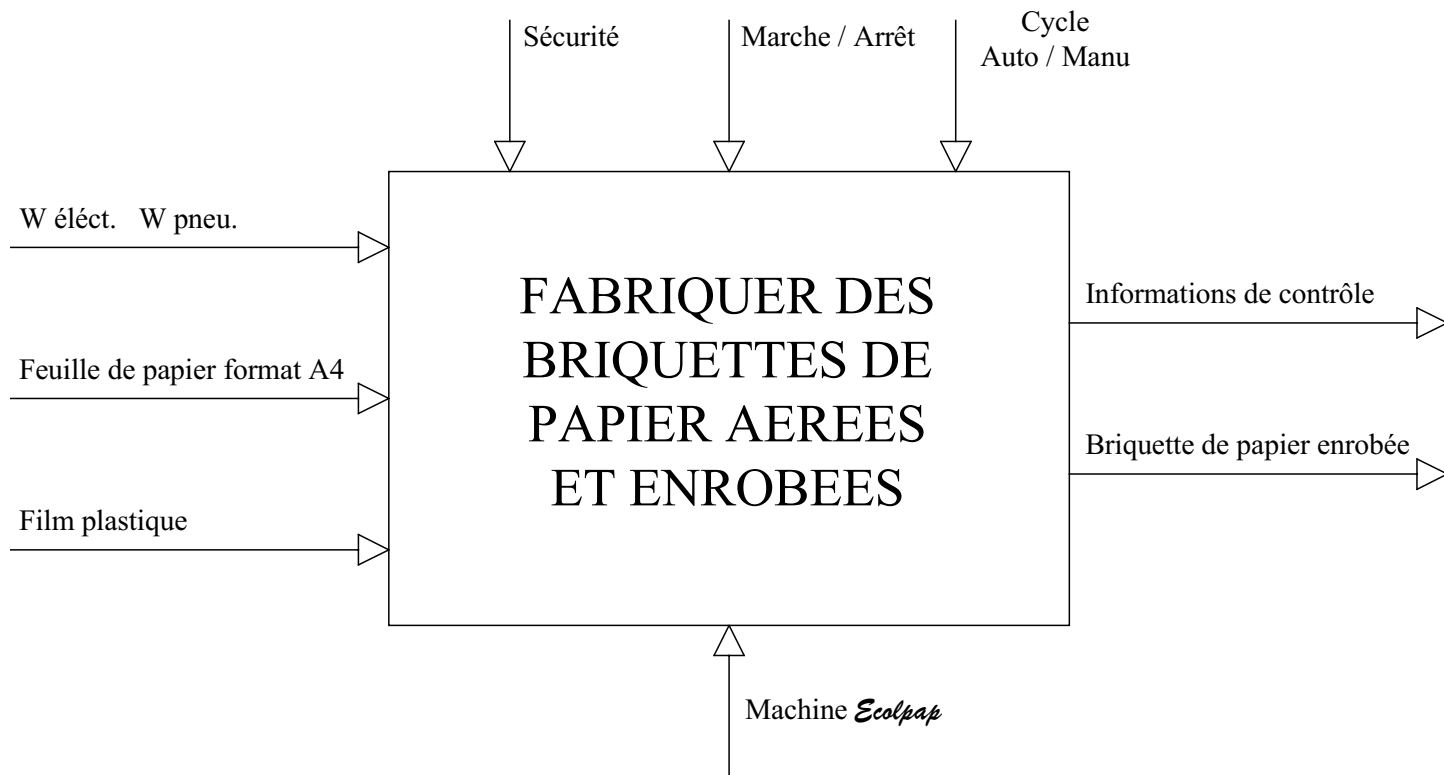 Sécurité
Marche / Arrêt
Cycle
Auto / Manu
W éléct. W pneu.
Feuille de papier format A4
Film plastique
FABRIQUER DES
BRIQUETTES DE
PAPIER AEREES
ET ENROBEES
Informations de contrôle
Briquette de papier enrobée
Machine Ecolpap